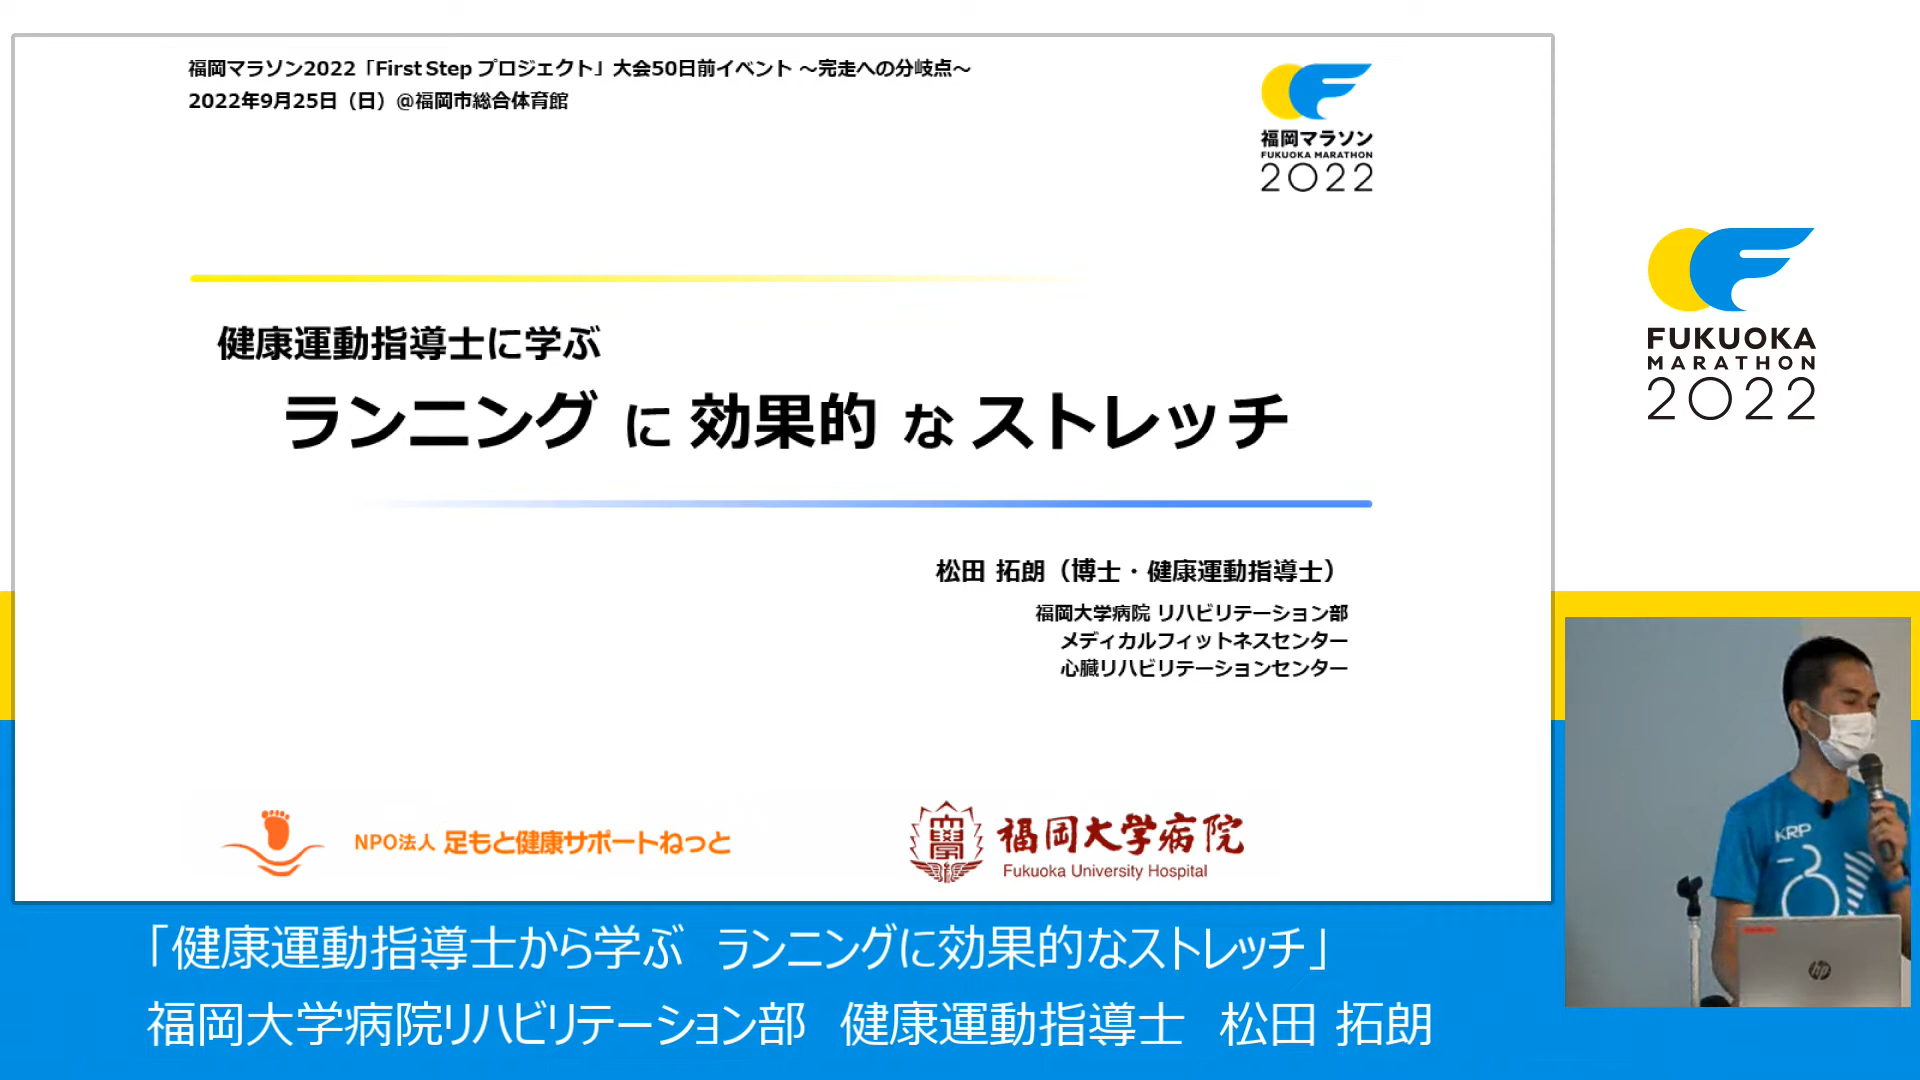 福岡マラソン2022「First Step プロジェクト」大会50日前イベント ～完走への分岐点～
2022年9月25日（日）@福岡市総合体育館
福岡マラソン
FUKUOKA MARATHON
2022
健康運動指導士に学ぶ
ランニング に 効果的 な ストレッチ
松田 拓朗（博士・健康運動指導士）
福岡大学病院 リハビリテーション部
メディカルフィットネスセンター
心臓リハビリテーションセンター
NPO法人 足もと健康サポートねっと
福岡大学病院
Fukuoka University Hospital
FUKUOKA
MARATHON
2022
KRP
hp
「健康運動指導士から学ぶ　ランニングに効果的なストレッチ」
福岡大学病院リハビリテーション部　健康運動指導士　松田 拓朗